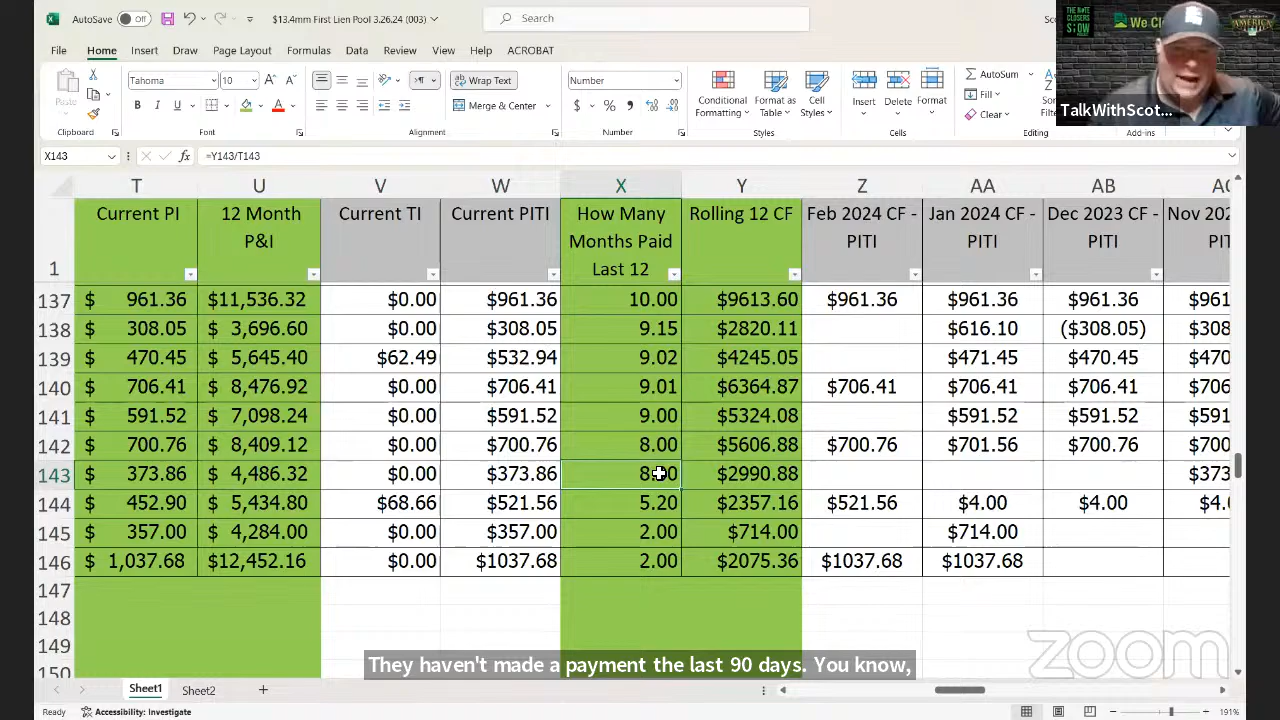 AutoSave Off $13.4mm First Lien Pool 3.26.24 (003) Search
THE NOTE CLOSERS SHOW
We Cl
File Home Insert Draw Page Layout Formulas View Help ACROBAT
Tahoma Wrap Text Number AutoSum
Paste B I U Merge & Center $ % Conditional Formatting Format as Table Cell Styles Insert Delete Format Fill Clear
Clipboard Font Alignment Number Styles Cells Editing Add-ins
TalkWithScot...
X143 fx =Y143/T143
T U V W X Y Z AA AB
1 Current PI 12 Month P&I Current TI Current PITI How Many Months Paid Last 12 Rolling 12 CF Feb 2024 CF - PITI Jan 2024 CF - PITI Dec 2023 CF - PITI
137 $ 961.36 $11,536.32 $0.00 $961.36 10.00 $9613.60 $961.36 $961.36 $961.36 $961
138 $ 308.05 $ 3,696.60 $0.00 $308.05 9.15 $2820.11 $616.10 ($308.05) $308
139 $ 470.45 $ 5,645.40 $62.49 $532.94 9.02 $4245.05 $471.45 $470.45 $470
140 $ 706.41 $ 8,476.92 $0.00 $706.41 9.01 $6364.87 $706.41 $706.41 $706.41 $706
141 $ 591.52 $ 7,098.24 $0.00 $591.52 9.00 $5324.08 $591.52 $591.52 $591
142 $ 700.76 $ 8,409.12 $0.00 $700.76 8.00 $5606.88 $700.76 $701.56 $700.76 $700
143 $ 373.86 $ 4,486.32 $0.00 $373.86 8.00 $2990.88 $373
144 $ 452.90 $ 5,434.80 $68.66 $521.56 5.20 $2357.16 $521.56 $4.00 $4.00 $4.
145 $ 357.00 $ 4,284.00 $0.00 $357.00 2.00 $714.00 $714.00
146 $ 1,037.68 $12,452.16 $0.00 $1037.68 2.00 $2075.36 $1037.68 $1037.68
147
148
149
150
zoom
They haven't made a payment the last 90 days. You know,
Sheet1 Sheet2
Ready Accessibility: Investigate 191%